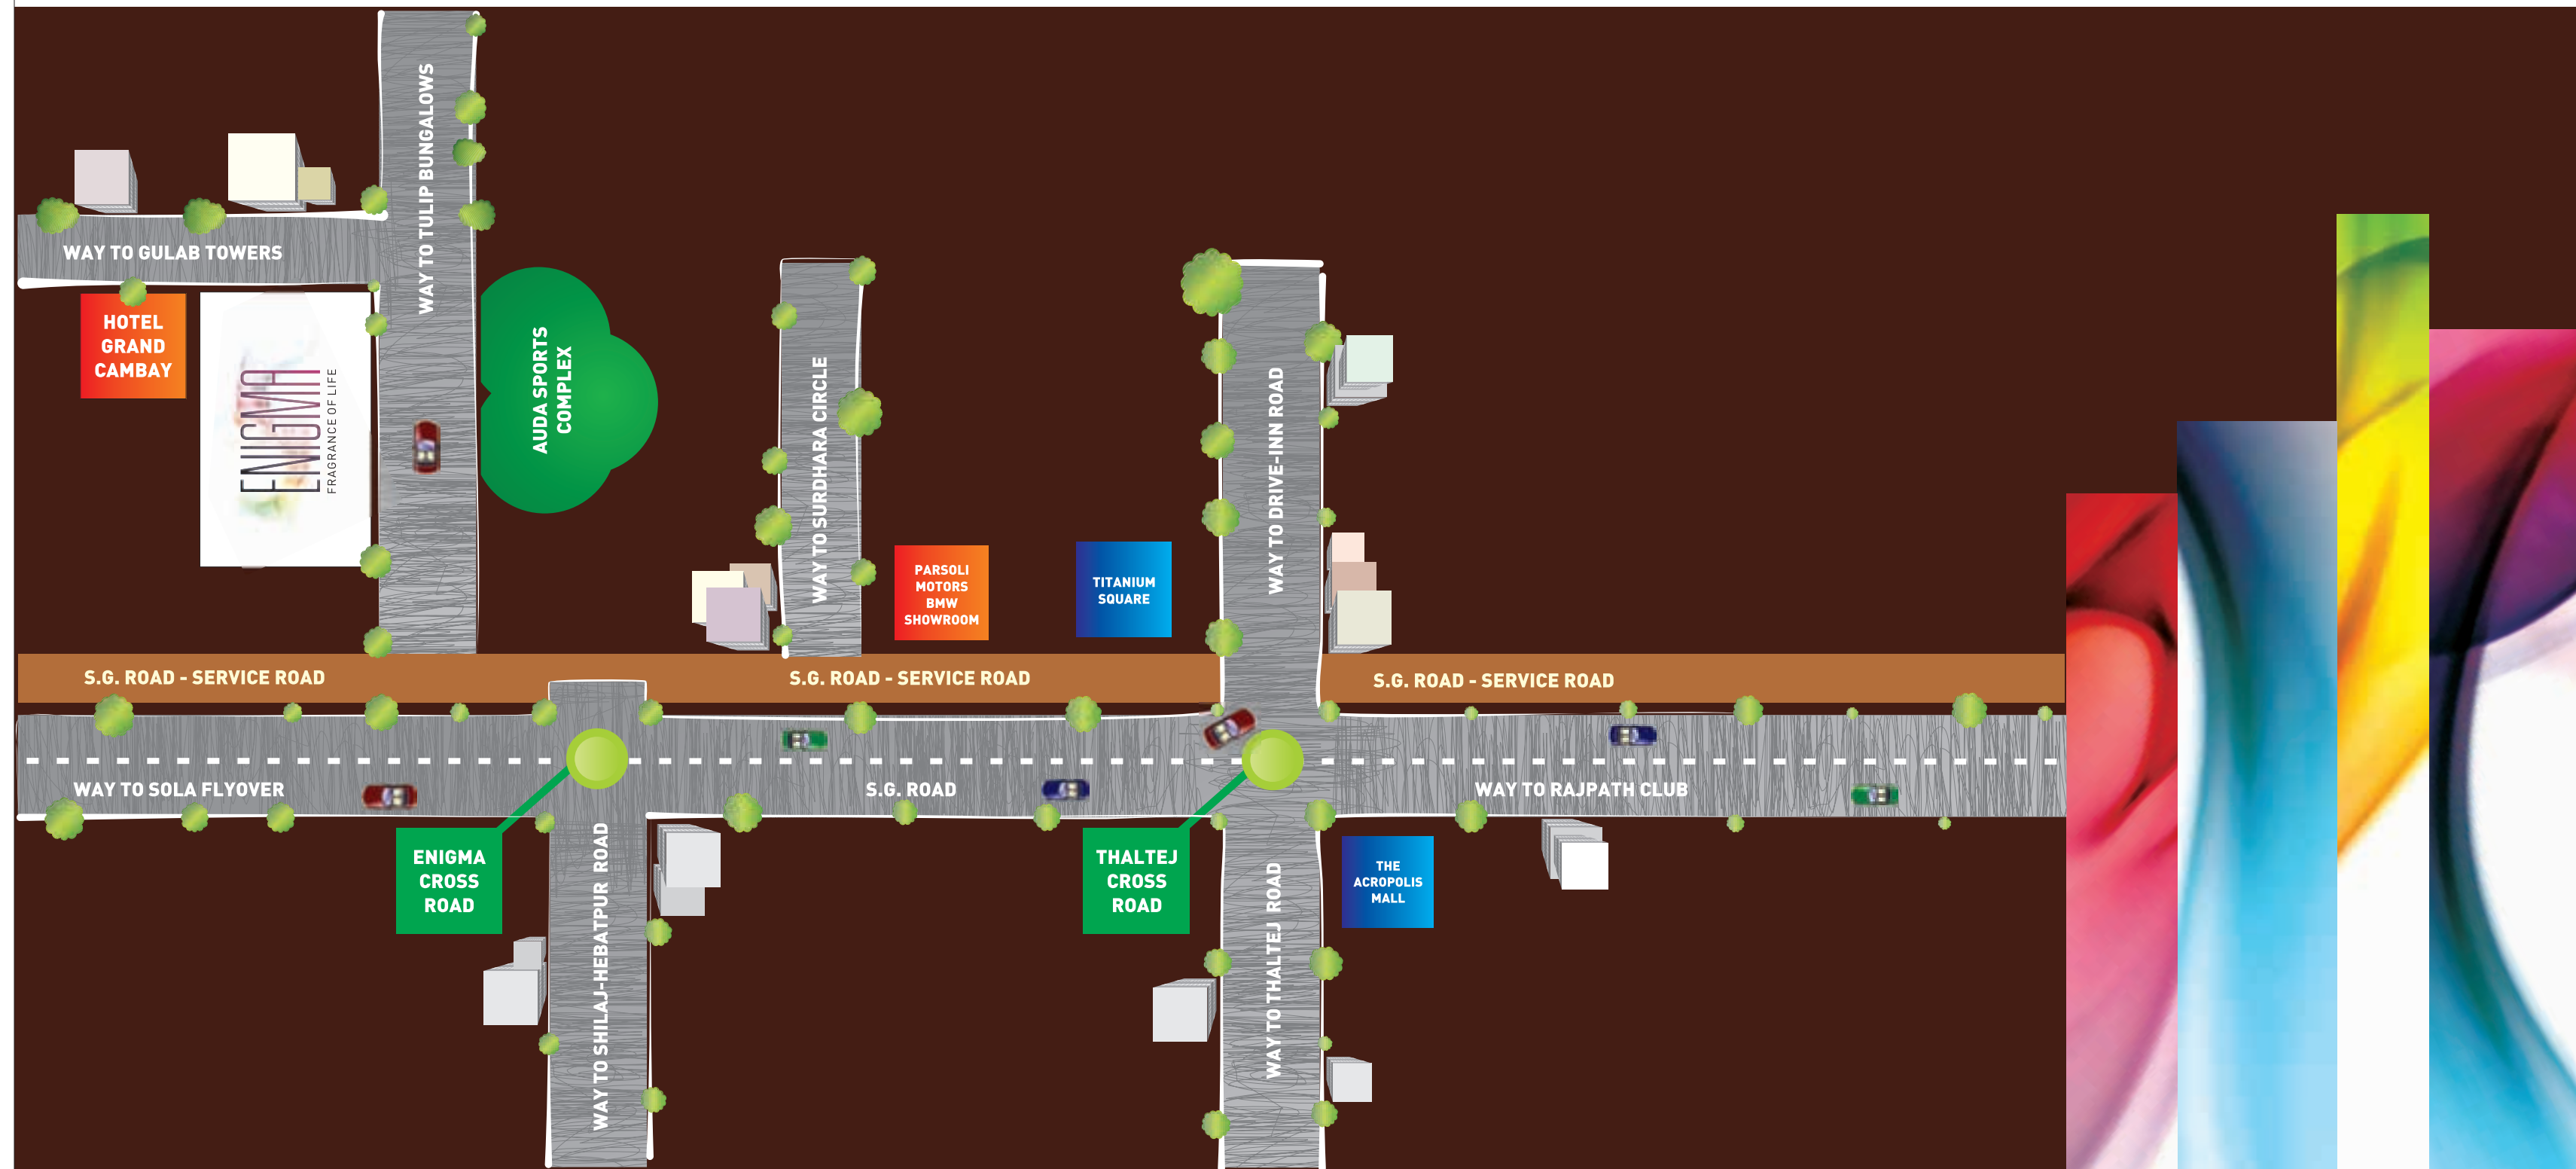 WAY TO TULIP BUNGALOWS
WAY TO GULAB TOWERS
HOTEL
GRAND
CAMBAY
ENIGMA
FRAGRANCE OF LIFE
AUDA SPORTS
COMPLEX
WAY TO SURDHARA CIRCLE
PARSOLI
MOTORS
BMW
SHOWROOM
TITANIUM
SQUARE
WAY TO DRIVE-INN ROAD
S.G. ROAD - SERVICE ROAD
S.G. ROAD - SERVICE ROAD
S.G. ROAD - SERVICE ROAD
WAY TO SOLA FLYOVER
S.G. ROAD
WAY TO RAJPATH CLUB
ENIGMA
CROSS
ROAD
WAY TO SHILAJ-HEBATPUR ROAD
THALTEJ
CROSS
ROAD
WAY TO THALTEJ ROAD
THE
ACROPOLIS
MALL